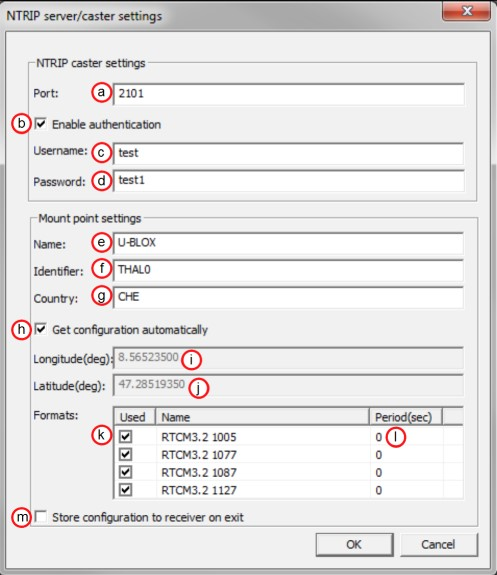 NTRIP server/caster settings
NTRIP caster settings
Port: a 2101
b Enable authentication
Username: c test
Password: d test1
Mount point settings
Name: e U-BLOX
Identifier: f THAL0
Country: g CHE
h Get configuration automatically
Longitude(deg): 8.56523500 i
Latitude(deg): 47.28519350 j
Formats: Used Name Period(sec)
k RTCM3.2 1005 0 l
RTCM3.2 1077 0
RTCM3.2 1087 0
RTCM3.2 1127 0
m Store configuration to receiver on exit
OK Cancel